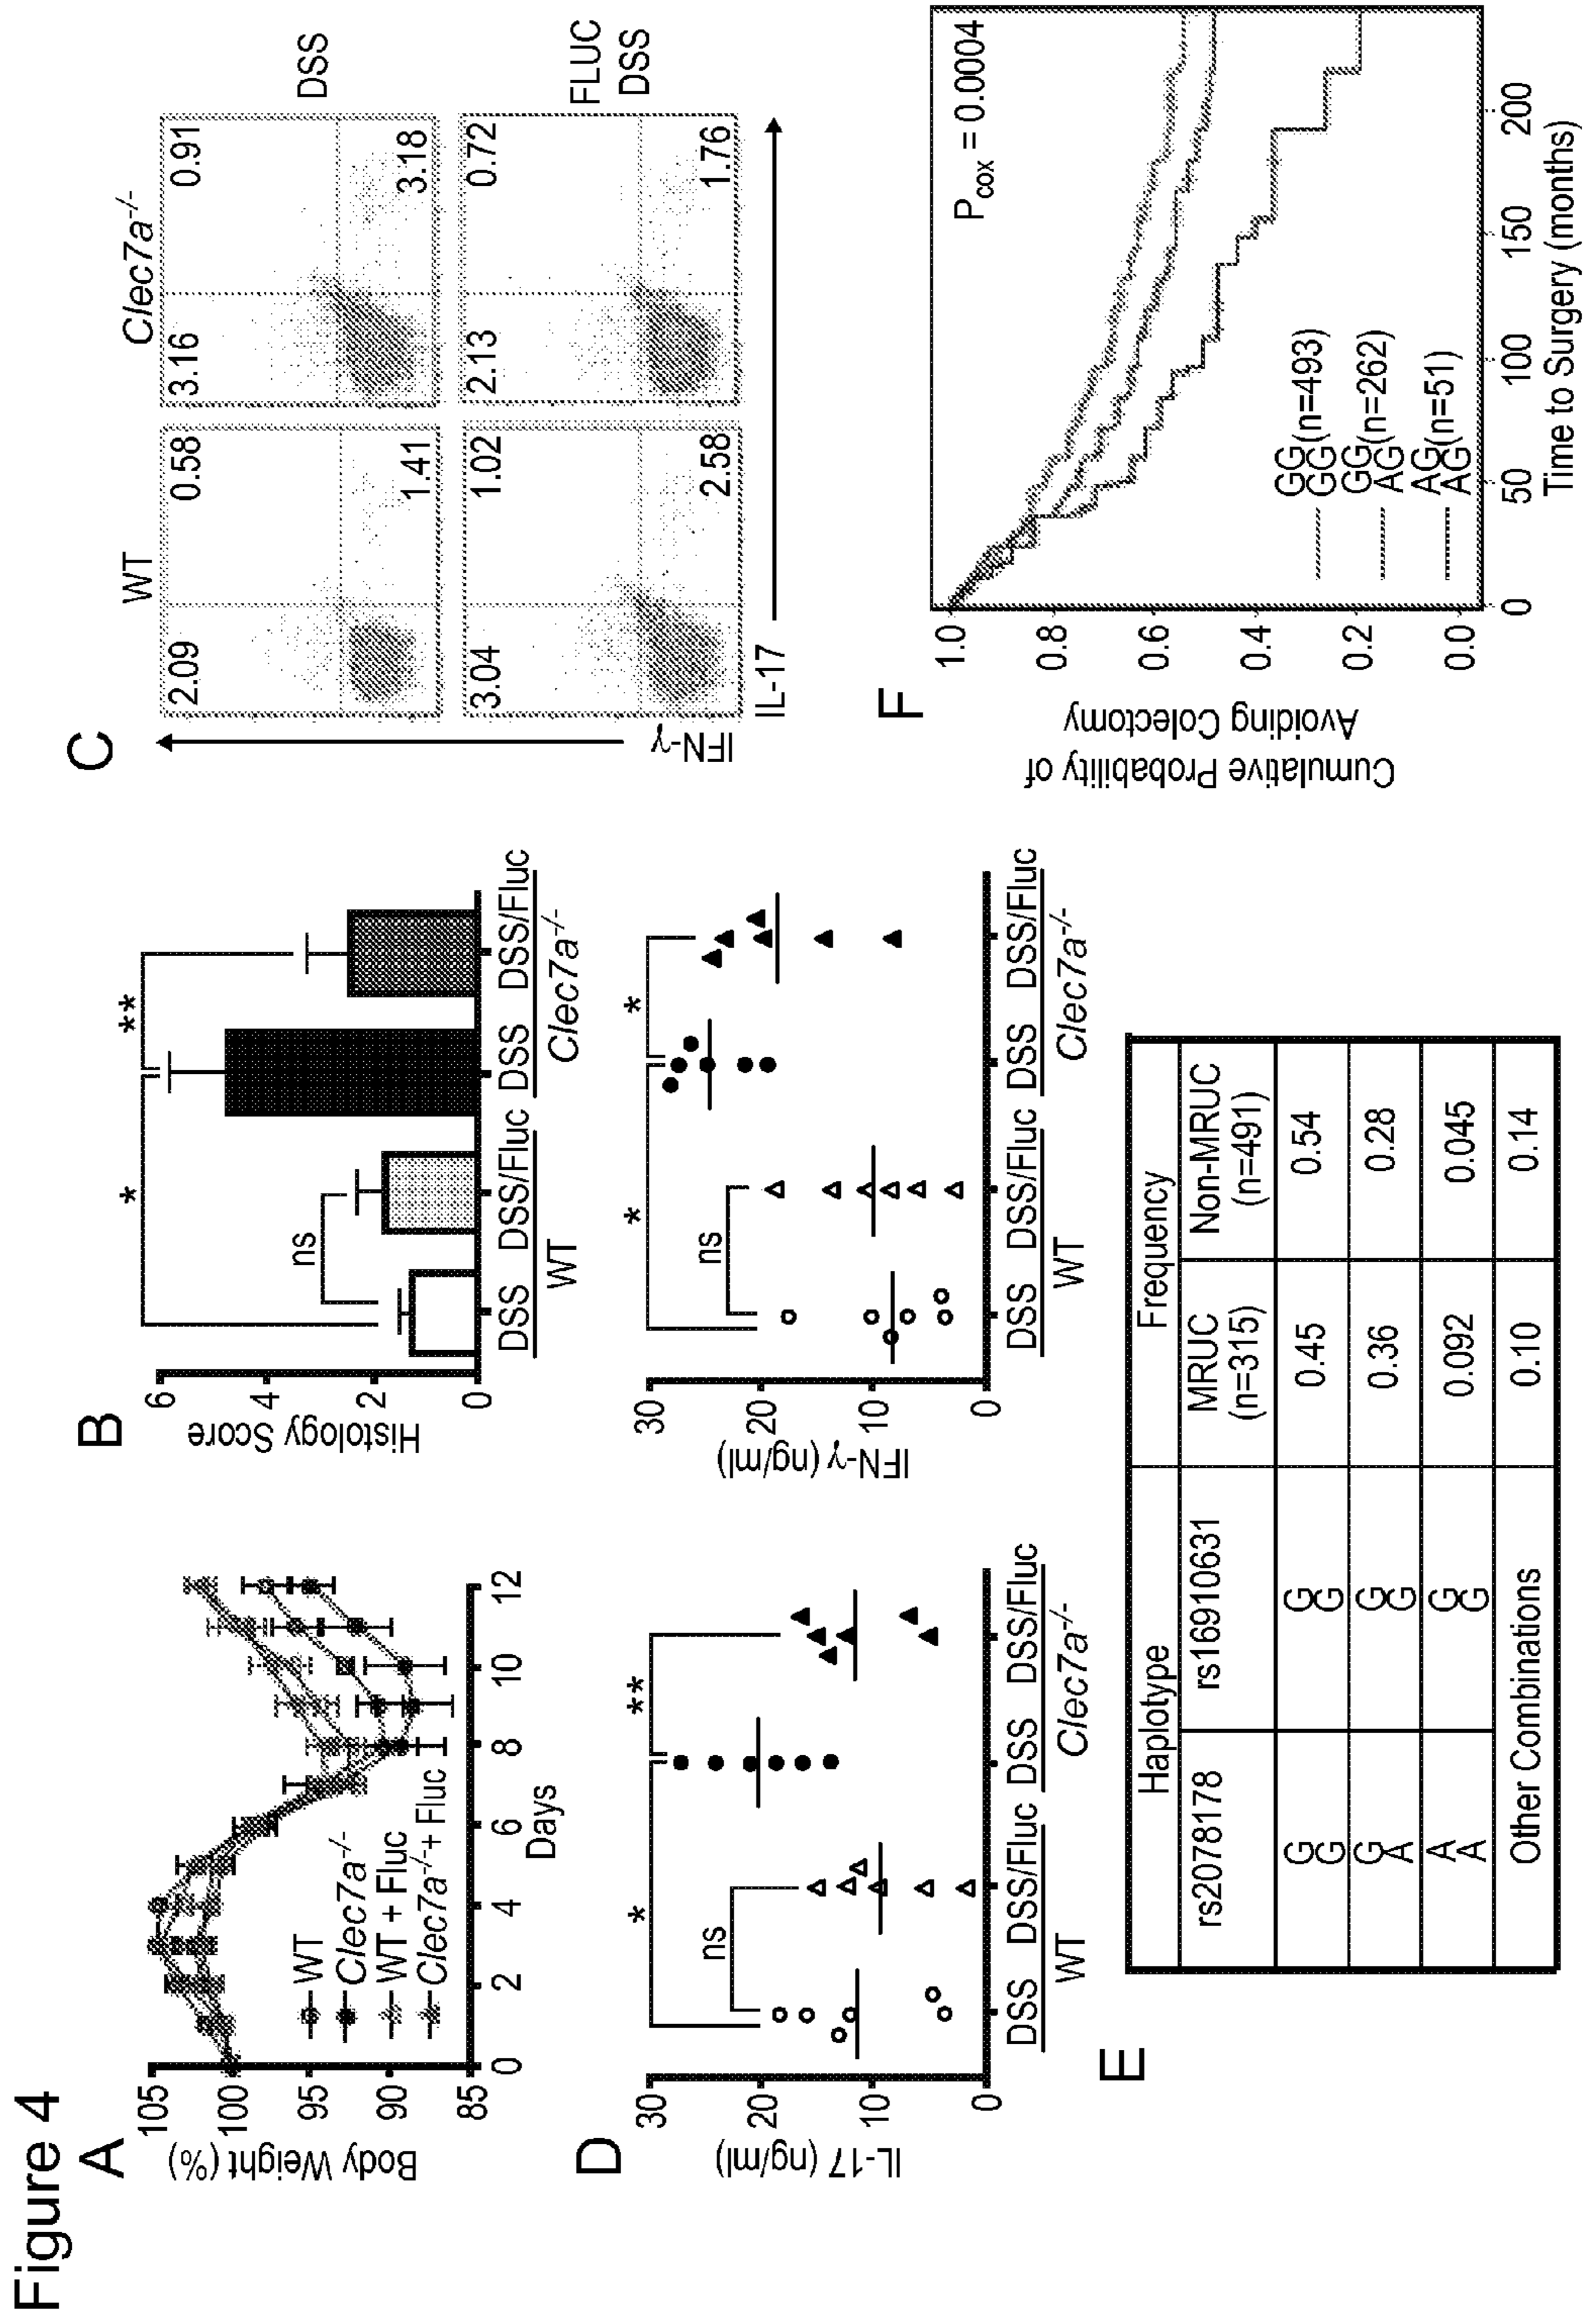 Figure 4
A
Body Weight (%)
105
100
95
90
85
WT
Clec7a-/-
WT + Fluc
Clec7a-/- + Fluc
0 2 4 6 8 10 12
Days
B
Histology Score
6
4
2
0
*
**
ns
DSS DSS/Fluc DSS DSS/Fluc
WT Clec7a-/-
C
WT Clec7a-/-
2.09 0.58 3.16 0.91
1.41 3.18
DSS
3.04 1.02 2.13 0.72
2.58 1.76
FLUC
DSS
IFN-γ
IL-17
D
IL-17 (ng/ml)
30
20
10
0
*
**
ns
DSS DSS/Fluc DSS DSS/Fluc
WT Clec7a-/-
IFN-γ (ng/ml)
30
20
10
0
*
*
ns
DSS DSS/Fluc DSS DSS/Fluc
WT Clec7a-/-
E
Haplotype Frequency
rs2078178 rs16910631 MRUC (n=315) Non-MRUC (n=491)
G G 0.45 0.54
G G
G G 0.36 0.28
A G
A G 0.092 0.045
A G
Other Combinations 0.10 0.14
F
Cumulative Probability of
Avoiding Colectomy
1.0
0.8
0.6
0.4
0.2
0.0
Pcox = 0.0004
GG
GG(n=493)
GG
AG(n=262)
AG
AG(n=51)
0 50 100 150 200
Time to Surgery (months)